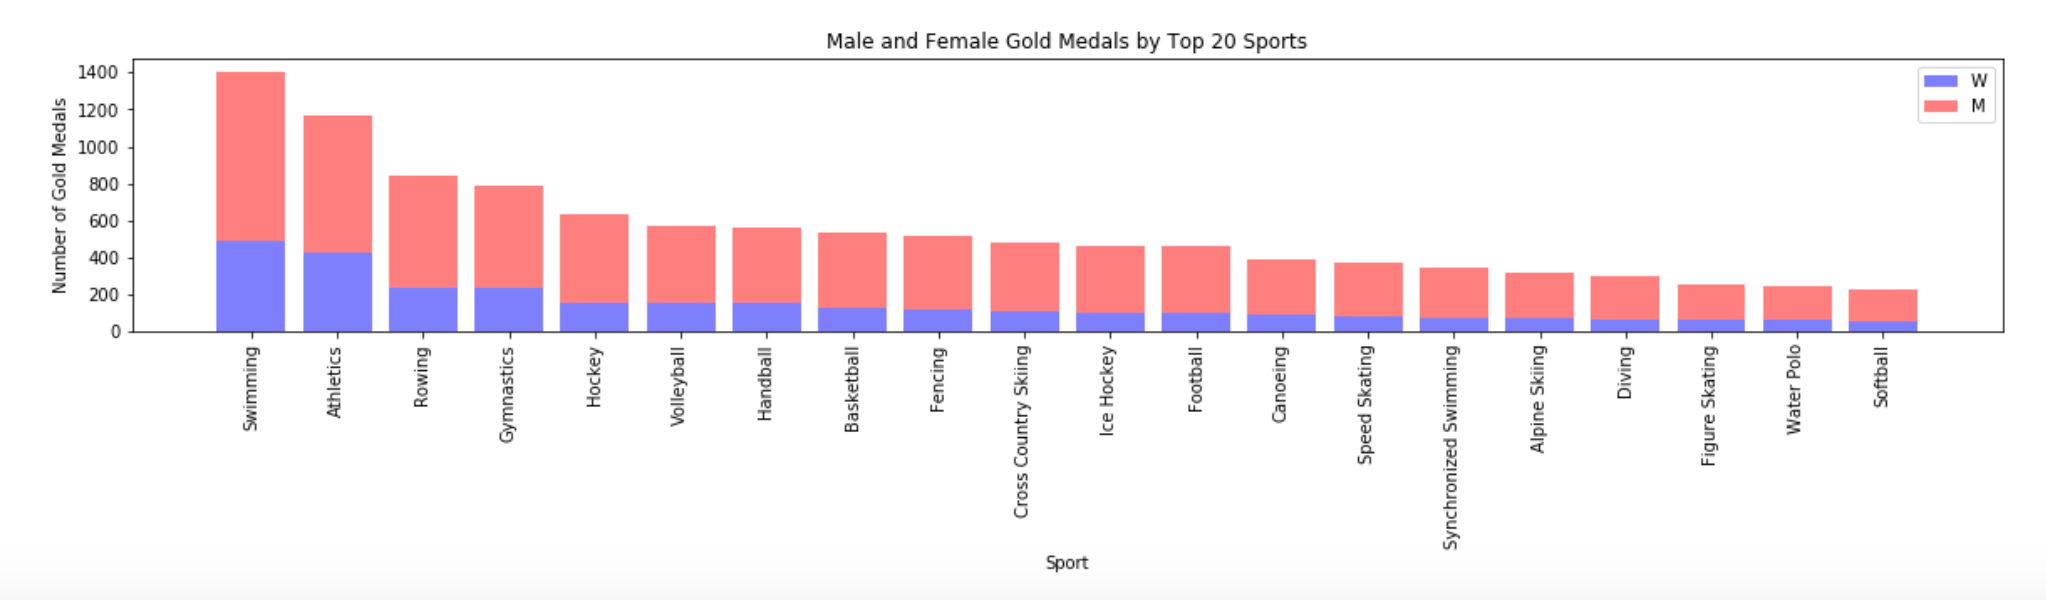 Male and Female Gold Medals by Top 20 Sports
Number of Gold Medals
1400
1200
1000
800
600
400
200
0
W
M
Swimming
Athletics
Rowing
Gymnastics
Hockey
Volleyball
Handball
Basketball
Fencing
Cross Country Skiing
Ice Hockey
Football
Canoeing
Speed Skating
Synchronized Swimming
Alpine Skiing
Diving
Figure Skating
Water Polo
Softball
Sport